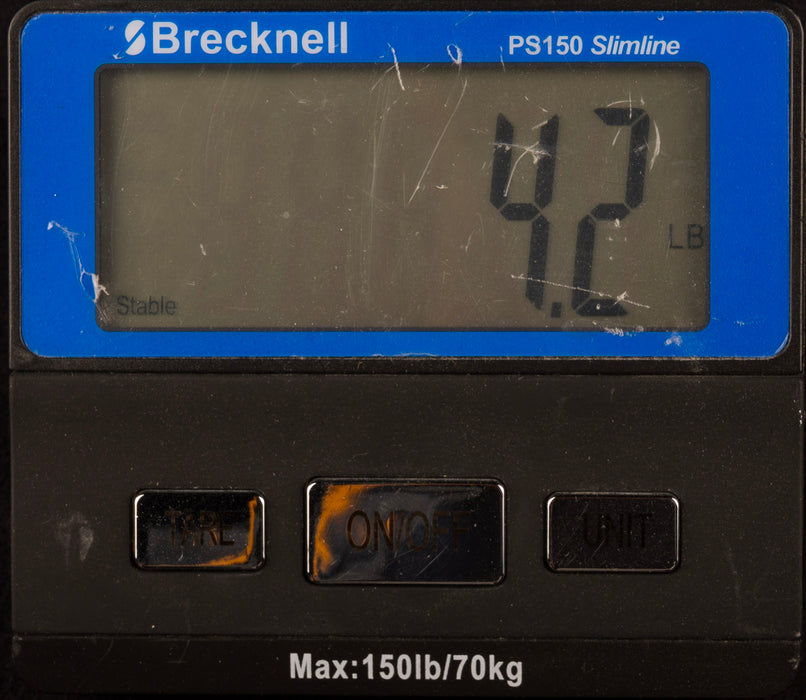 Brecknell PS150 Slimline
4.2
LB
Stable
TARE ON/OFF UNIT
Max:150lb/70kg